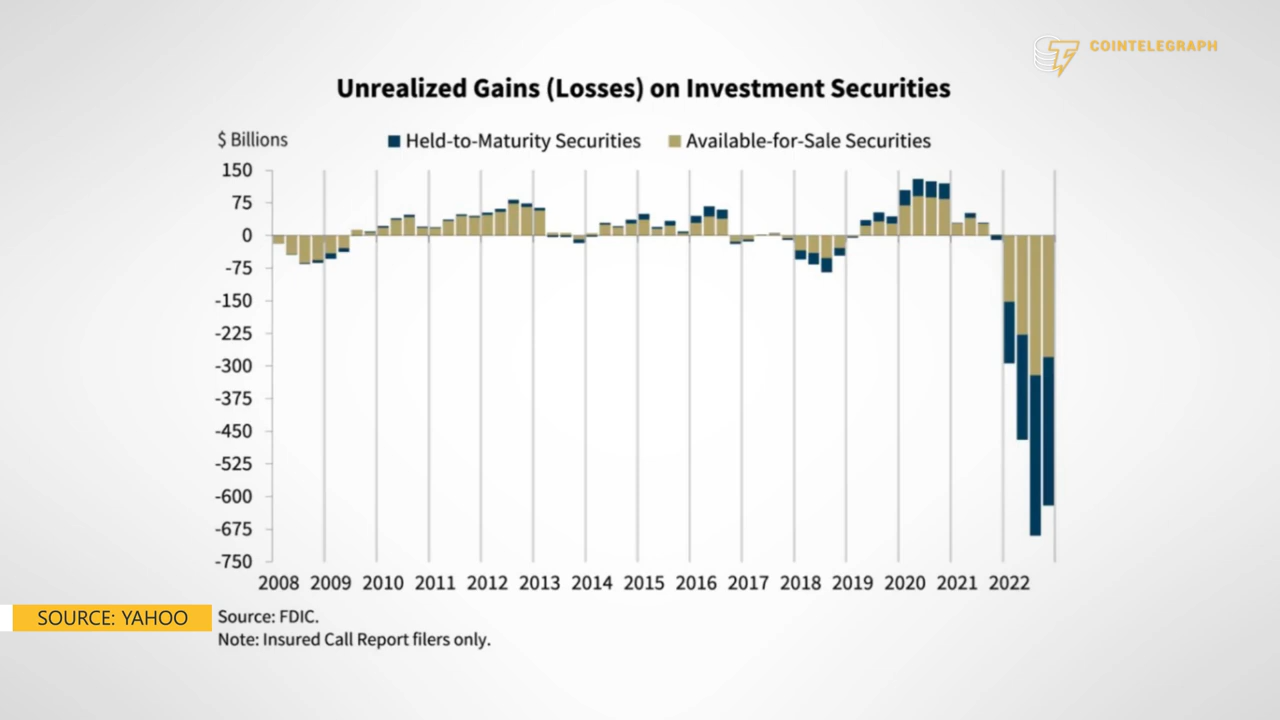 COINTELEGRAPH
Unrealized Gains (Losses) on Investment Securities
$ Billions
Held-to-Maturity Securities
Available-for-Sale Securities
150
75
0
-75
-150
-225
-300
-375
-450
-525
-600
-675
-750
2008 2009 2010 2011 2012 2013 2014 2015 2016 2017 2018 2019 2020 2021 2022
SOURCE: YAHOO
Source: FDIC.
Note: Insured Call Report filers only.